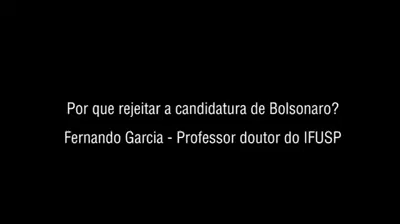 Por que rejeitar a candidatura de Bolsonaro?
Fernando Garcia - Professor doutor do IFUSP